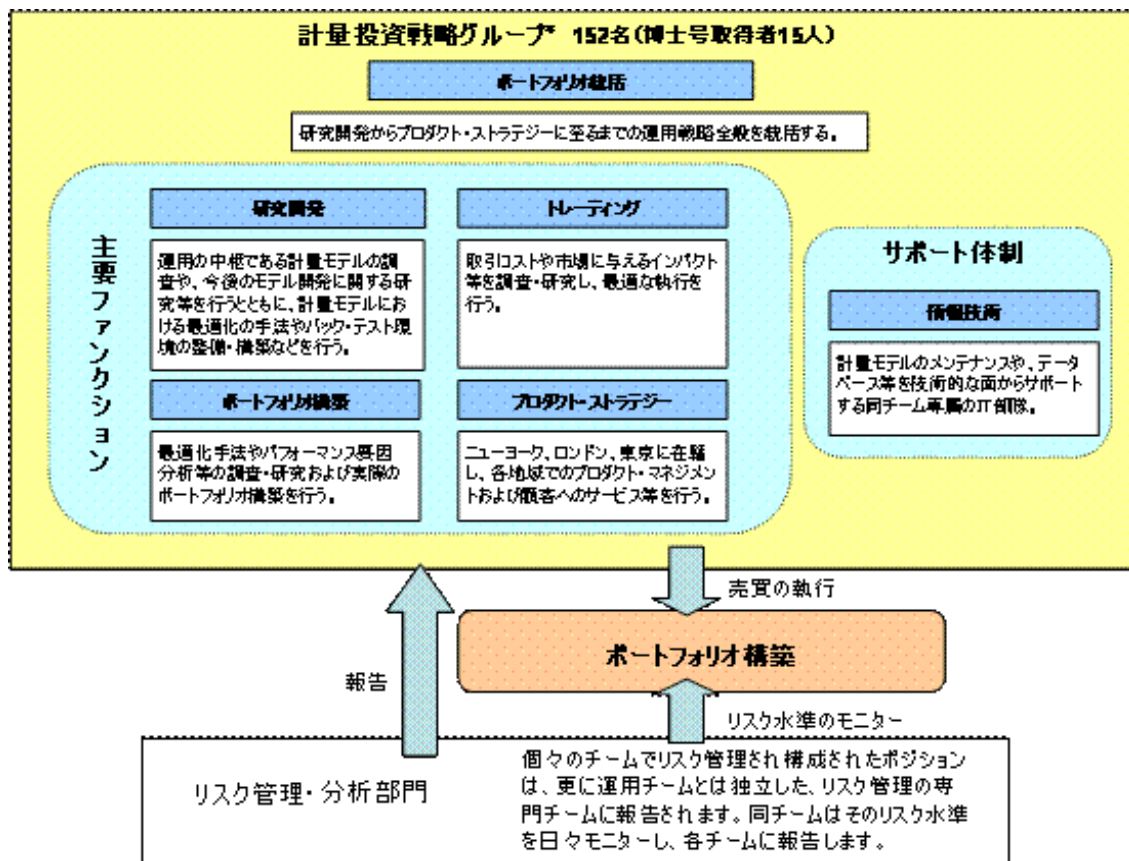 計量投資戦略グループ* 152名(博士号取得者15人)
ポートフォリオ統括
研究開発からプロダクト・ストラテジーに至るまでの運用戦略全般を統括する。
主要ファンクション
研究開発
運用の中枢である計量モデルの調
査や、今後のモデル開発に関する研
究等を行うとともに、計量モデルにお
ける最適化の手法やバック・テスト環
境の整備・構築などを行う。
トレーディング
取引コストや市場に与えるインパクト
等を調査・研究し、最適な執行を
行う。
ポートフォリオ構築
最適化手法やパフォーマンス要因
分析等の調査・研究および実際の
ポートフォリオ構築を行う。
プロダクト・ストラテジー
ニューヨーク、ロンドン、東京に在籍
し、各地域でのプロダクト・マネジメン
トおよび顧客へのサービス等を行う。
サポート体制
情報技術
計量モデルのメンテナンスや、データ
ベース等を技術的な面からサポート
する同チーム専属のIT部隊。
売買の執行
ポートフォリオ構築
報告
リスク水準のモニター
リスク管理・分析部門
個々のチームでリスク管理され構成されたポジション
は、更に運用チームとは独立した、リスク管理の専
門チームに報告されます。同チームはそのリスク水準
を日々モニターし、各チームに報告します。